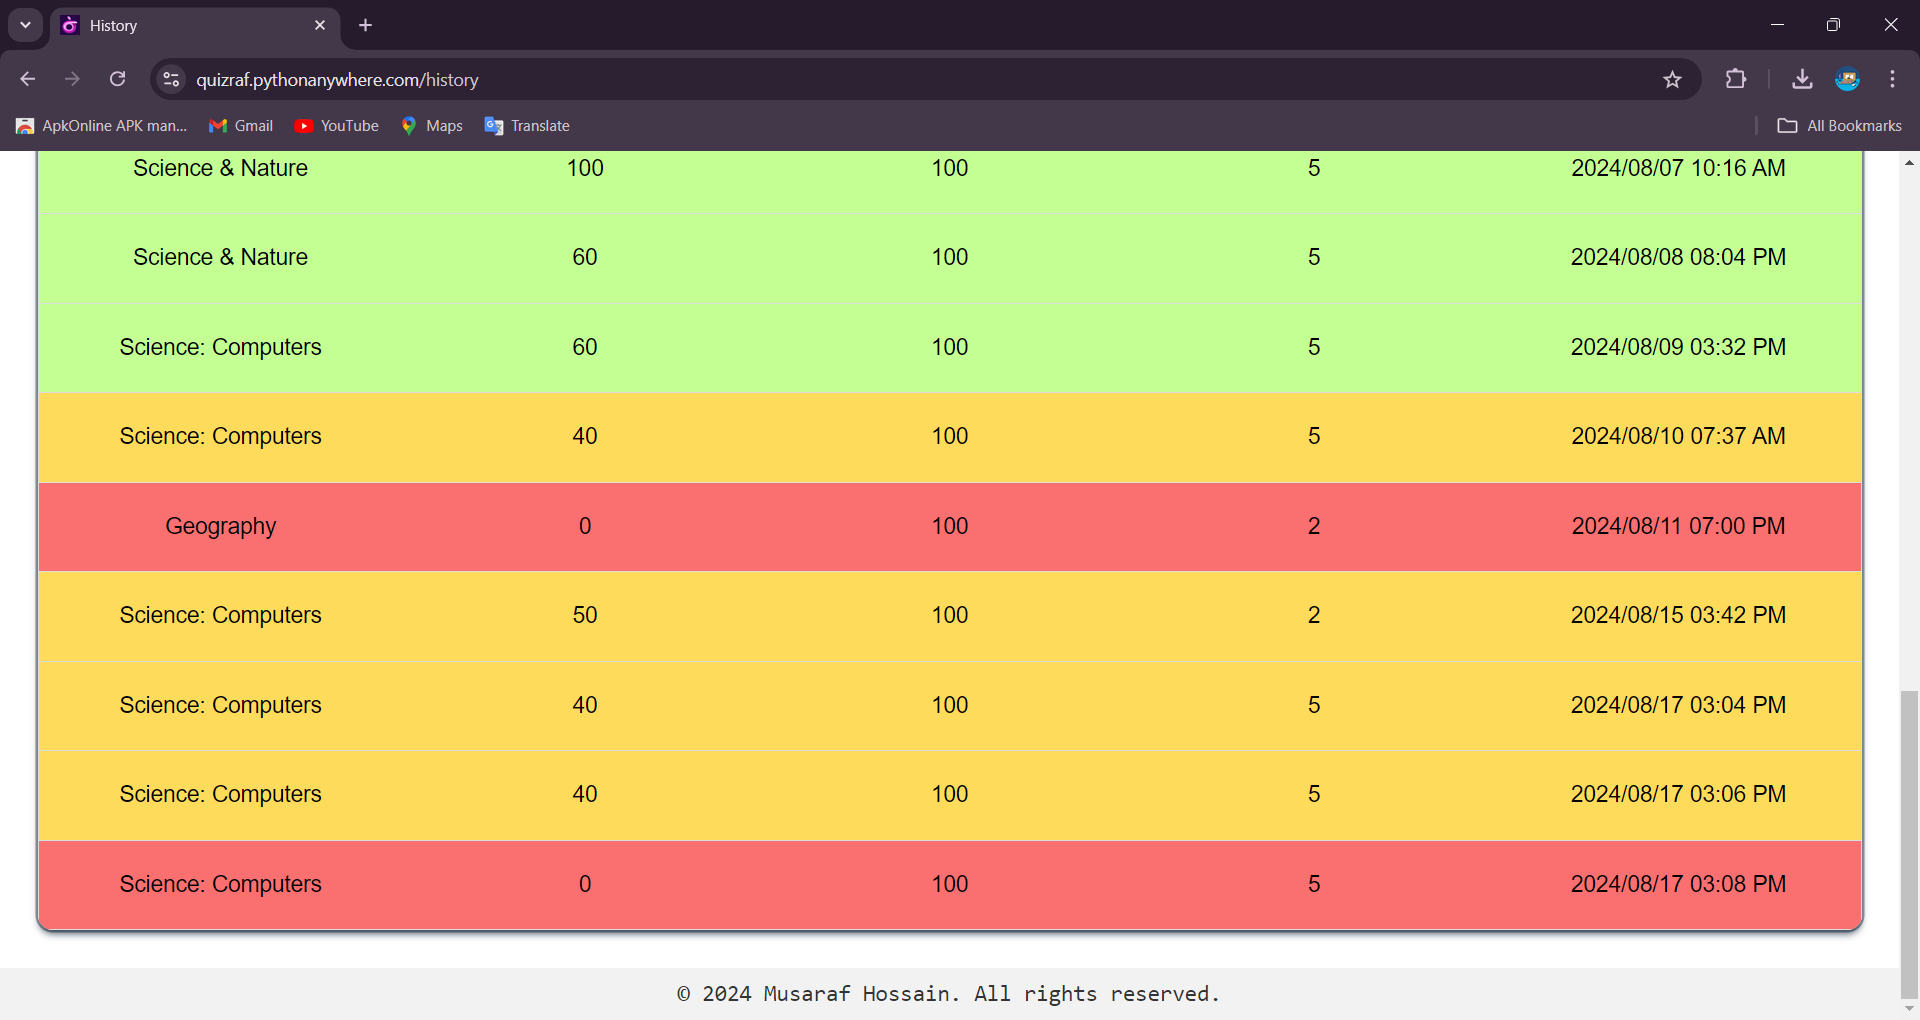 History
quizraf.pythonanywhere.com/history
ApkOnline APK man... Gmail YouTube Maps Translate All Bookmarks
Science & Nature 100 100 5 2024/08/07 10:16 AM
Science & Nature 60 100 5 2024/08/08 08:04 PM
Science: Computers 60 100 5 2024/08/09 03:32 PM
Science: Computers 40 100 5 2024/08/10 07:37 AM
Geography 0 100 2 2024/08/11 07:00 PM
Science: Computers 50 100 2 2024/08/15 03:42 PM
Science: Computers 40 100 5 2024/08/17 03:04 PM
Science: Computers 40 100 5 2024/08/17 03:06 PM
Science: Computers 0 100 5 2024/08/17 03:08 PM
© 2024 Musaraf Hossain. All rights reserved.